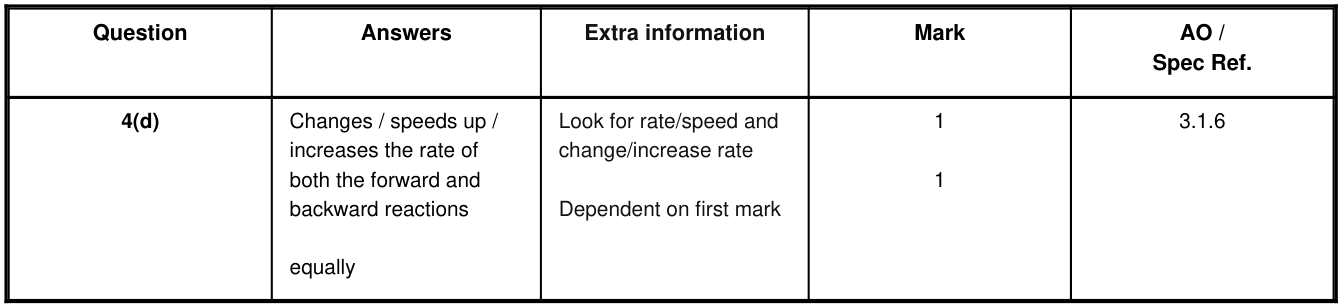 Question Answers Extra information Mark AO /
Spec Ref.
4(d) Changes / speeds up / Look for rate/speed and 1 3.1.6
increases the rate of change/increase rate
both the forward and 1
backward reactions Dependent on first mark
equally